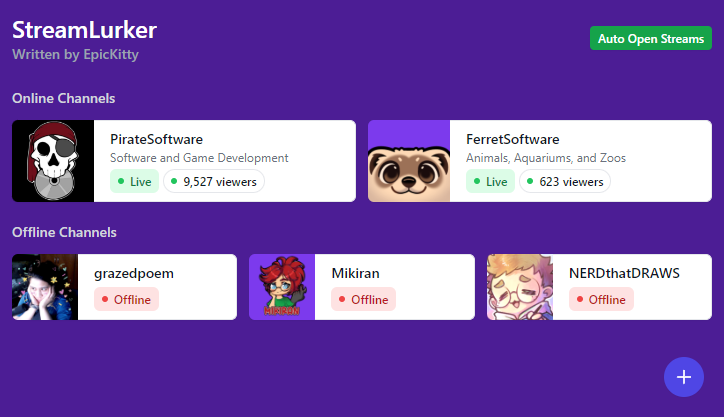 StreamLurker
Written by EpicKitty
Auto Open Streams
Online Channels
PirateSoftware
Software and Game Development
Live
9,527 viewers
FerretSoftware
Animals, Aquariums, and Zoos
Live
623 viewers
Offline Channels
grazedpoem
Offline
MIKIRAN
Mikiran
Offline
NERDthatDRAWS
Offline